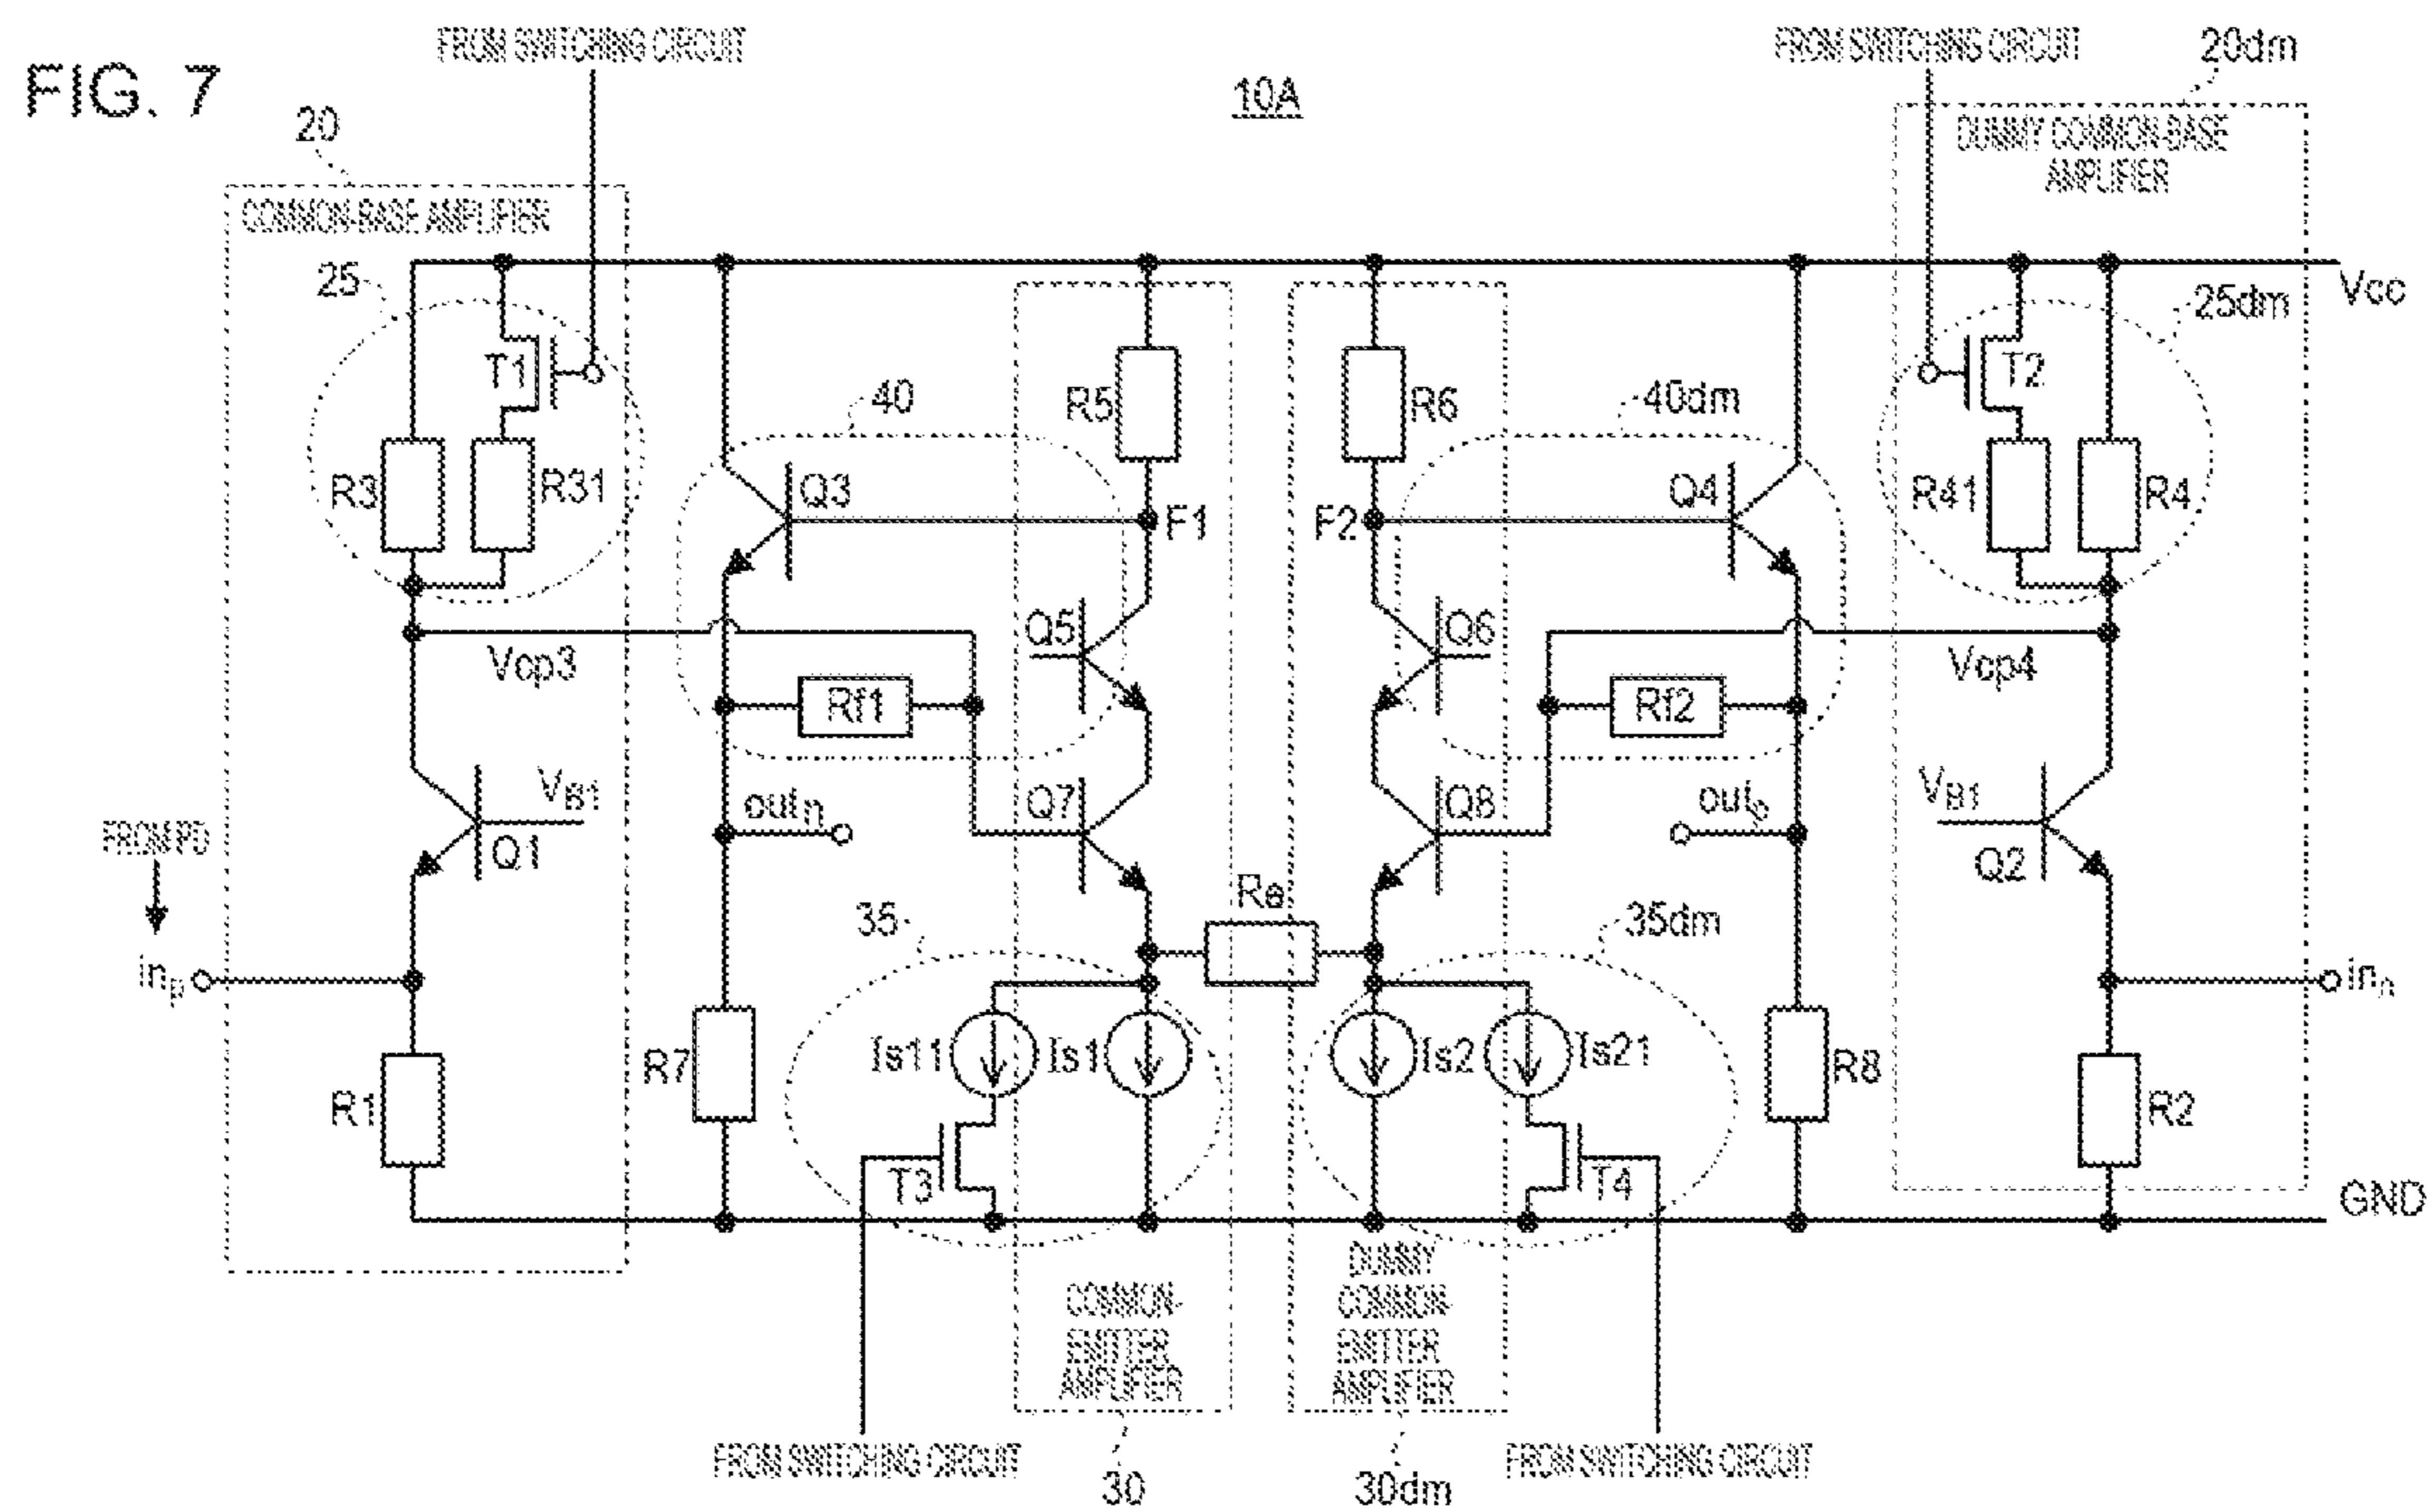 FIG. 7
FROM SWITCHING CIRCUIT
10A
FROM SWITCHING CIRCUIT
20dm
20
DUMMY COMMON-BASE
AMPLIFIER
COMMON-BASE AMPLIFIER
25
Vcc
25dm
T1
T2
40
R5
R6
40dm
R3
R31
Q3
F1
F2
Q4
R41
R4
Q5
Q6
Vcp3
Vcp4
Rf1
Rf2
FROM PD
VB1
Q1
outn
Q7
Q8
outp
VB1
Q2
Re
35
35dm
inp
inn
R1
R7
Is11
Is1
Is2
Is21
R8
R2
T3
T4
GND
COMMON-
EMITTER
AMPLIFIER
DUMMY
COMMON-
EMITTER
AMPLIFIER
FROM SWITCHING CIRCUIT
30
30dm
FROM SWITCHING CIRCUIT